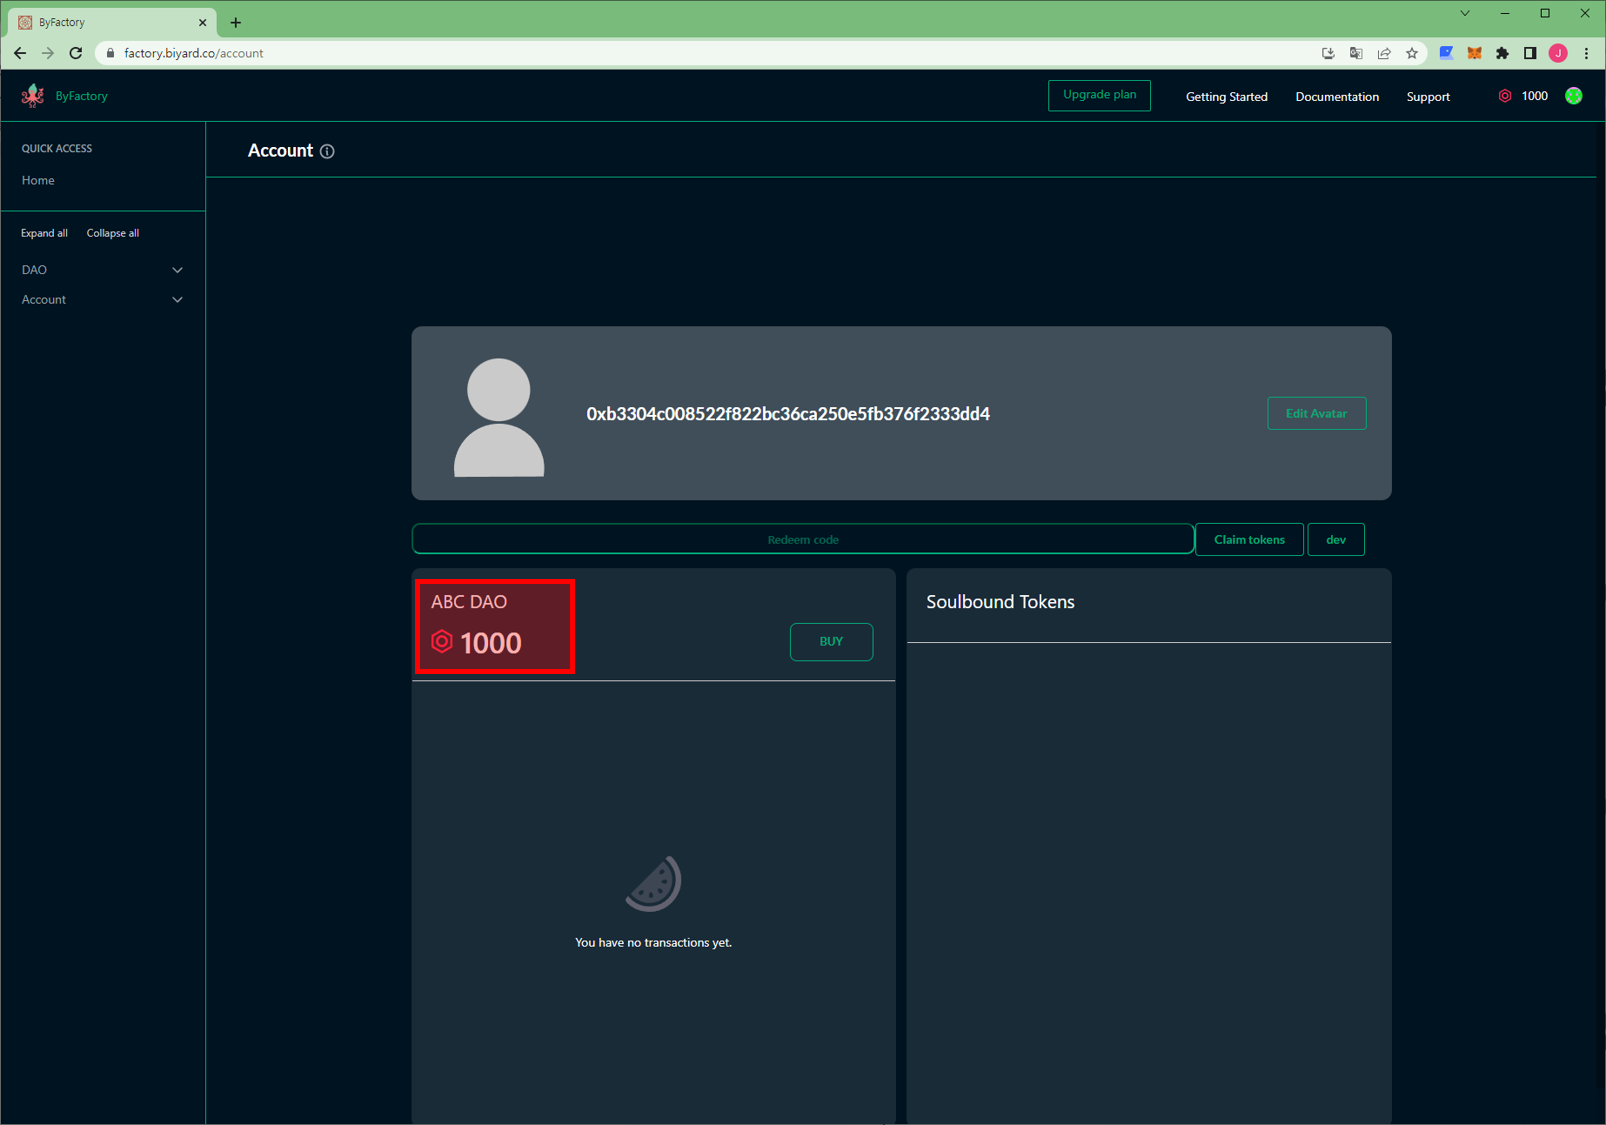 ByFactory
factory.biyard.co/account
J
ByFactory
Upgrade plan
Getting Started
Documentation
Support
1000
QUICK ACCESS
Home
Account
Expand all
Collapse all
DAO
Account
0xb3304c008522f822bc36ca250e5fb376f2333dd4
Edit Avatar
Redeem code
Claim tokens
dev
ABC DAO
1000
BUY
Soulbound Tokens
You have no transactions yet.